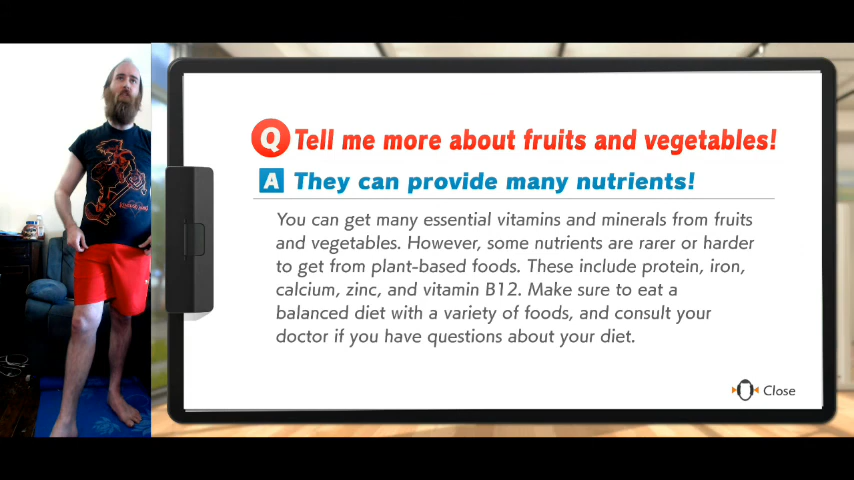 Q Tell me more about fruits and vegetables!
A They can provide many nutrients!
You can get many essential vitamins and minerals from fruits
and vegetables. However, some nutrients are rarer or harder
to get from plant-based foods. These include protein, iron,
calcium, zinc, and vitamin B12. Make sure to eat a
balanced diet with a variety of foods, and consult your
doctor if you have questions about your diet.
Close